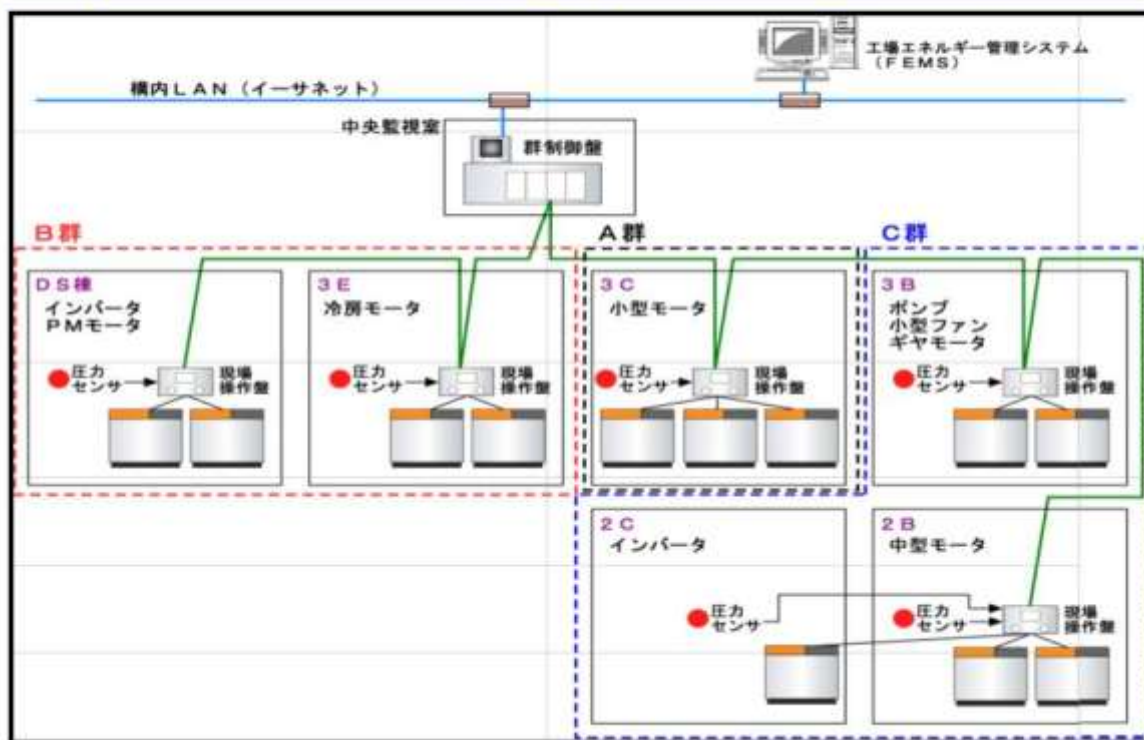 工場エネルギー管理システム
（ＦＥＭＳ）
構内ＬＡＮ（イーサネット）
中央監視室
群制御盤
Ｂ群
Ａ群
Ｃ群
ＤＳ棟
インバータ
ＰＭモータ
圧力
センサ
現場
操作盤
３Ｅ
冷房モータ
圧力
センサ
現場
操作盤
３Ｃ
小型モータ
圧力
センサ
現場
操作盤
３Ｂ
ポンプ
小型ファン
ギヤモータ
圧力
センサ
現場
操作盤
２Ｃ
インバータ
圧力
センサ
２Ｂ
中型モータ
圧力
センサ
現場
操作盤